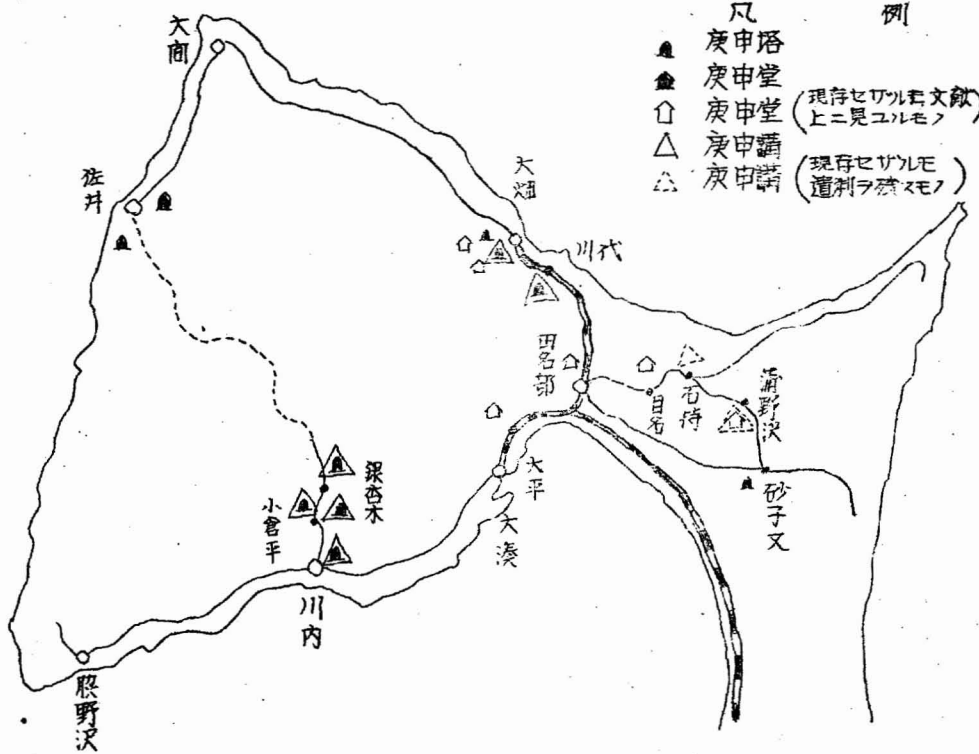 凡例
庚申塔
庚申堂
庚申堂(現存セザルモ文献上ニ見ユルモノ)
庚申講
庚申講(現存セザルモ遺制ヲ残スモノ)
大間
佐井
大畑
川代
田名部
目名
石持
蒲野沢
砂子又
大平
大湊
銀杏木
小倉平
川内
脇野沢